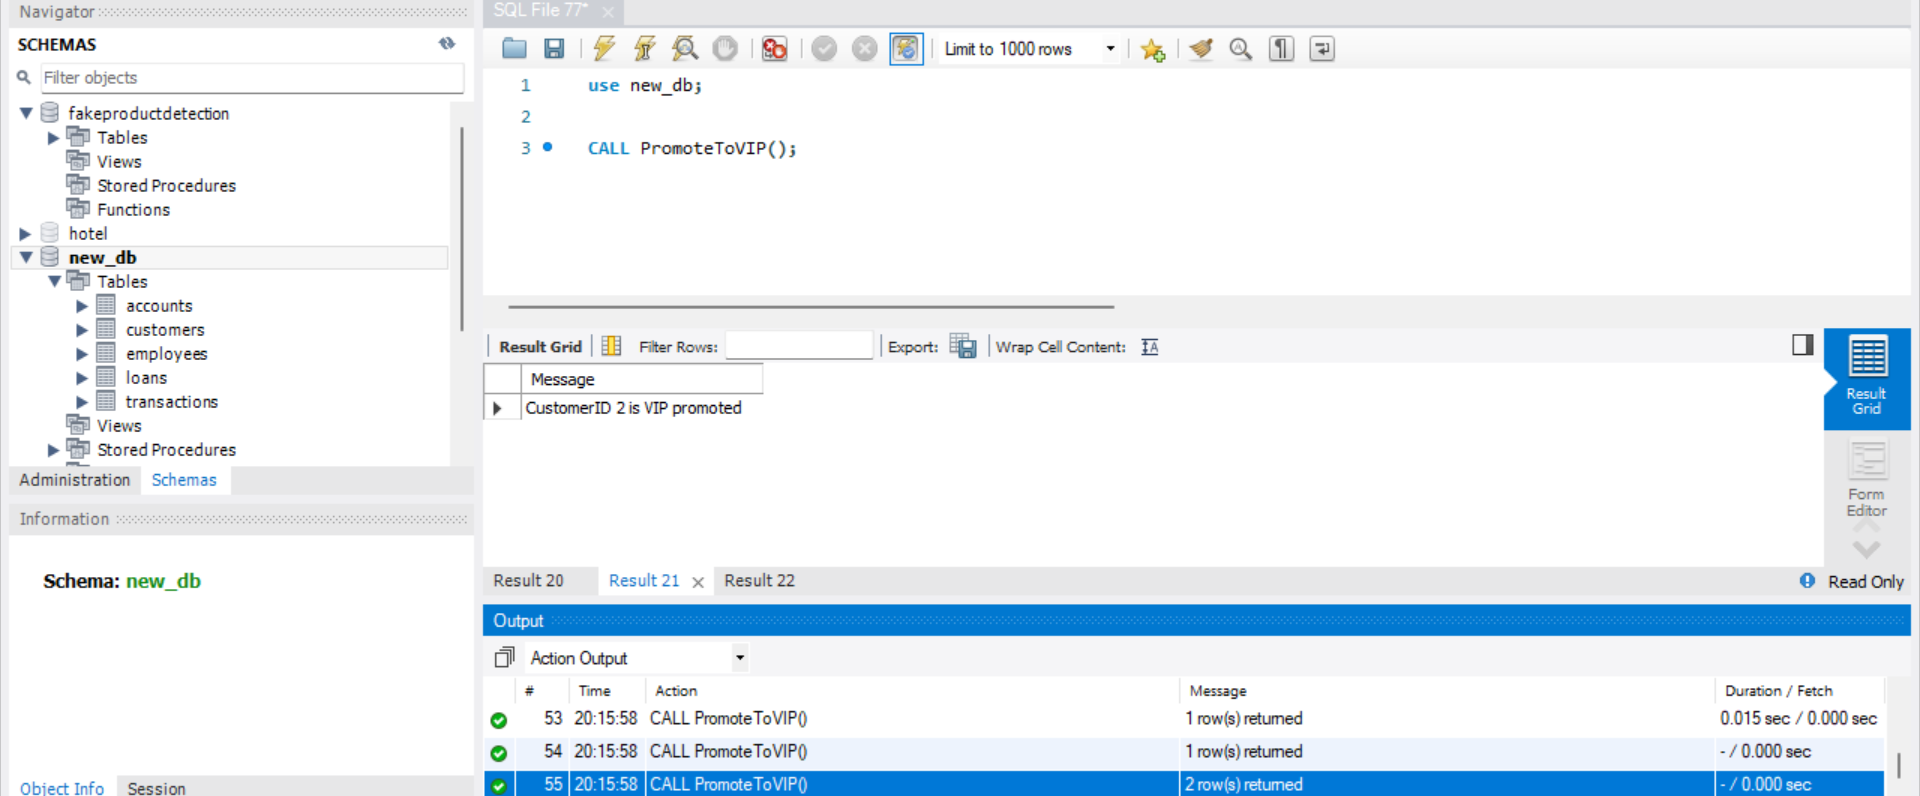 Navigator
SCHEMAS
Filter objects
fakeproductdetection
Tables
Views
Stored Procedures
Functions
hotel
new_db
Tables
accounts
customers
employees
loans
transactions
Views
Stored Procedures
Administration Schemas
Information
Schema: new_db
Object Info Session
SQL File 77*
Limit to 1000 rows
1 use new_db;
2
3 CALL PromoteToVIP();
Result Grid Filter Rows: Export: Wrap Cell Content:
Message
CustomerID 2 is VIP promoted
Result Grid
Form Editor
Result 20 Result 21 Result 22 Read Only
Output
Action Output
# Time Action Message Duration / Fetch
53 20:15:58 CALL PromoteToVIP() 1 row(s) returned 0.015 sec / 0.000 sec
54 20:15:58 CALL PromoteToVIP() 1 row(s) returned - / 0.000 sec
55 20:15:58 CALL PromoteToVIP() 2 row(s) returned - / 0.000 sec